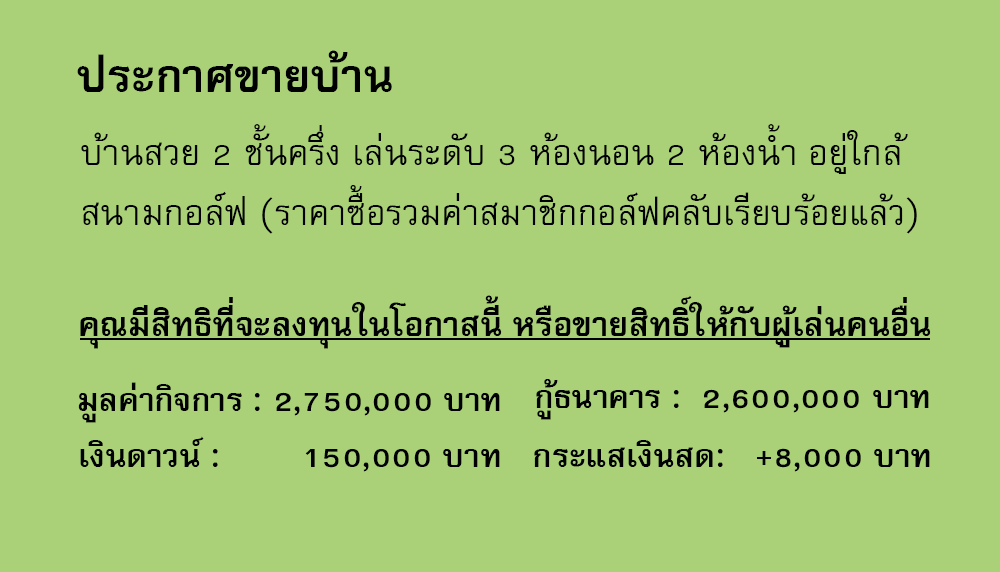 ประกาศขายบ้าน
บ้านสวย 2 ชั้นครึ่ง เล่นระดับ 3 ห้องนอน 2 ห้องน้ำ อยู่ใกล้
สนามกอล์ฟ (ราคาซื้อรวมค่าสมาชิกกอล์ฟคลับเรียบร้อยแล้ว)
คุณมีสิทธิที่จะลงทุนในโอกาสนี้ หรือขายสิทธิ์ให้กับผู้เล่นคนอื่น
มูลค่ากิจการ : 2,750,000 บาท กู้ธนาคาร : 2,600,000 บาท
เงินดาวน์ : 150,000 บาท กระแสเงินสด: +8,000 บาท